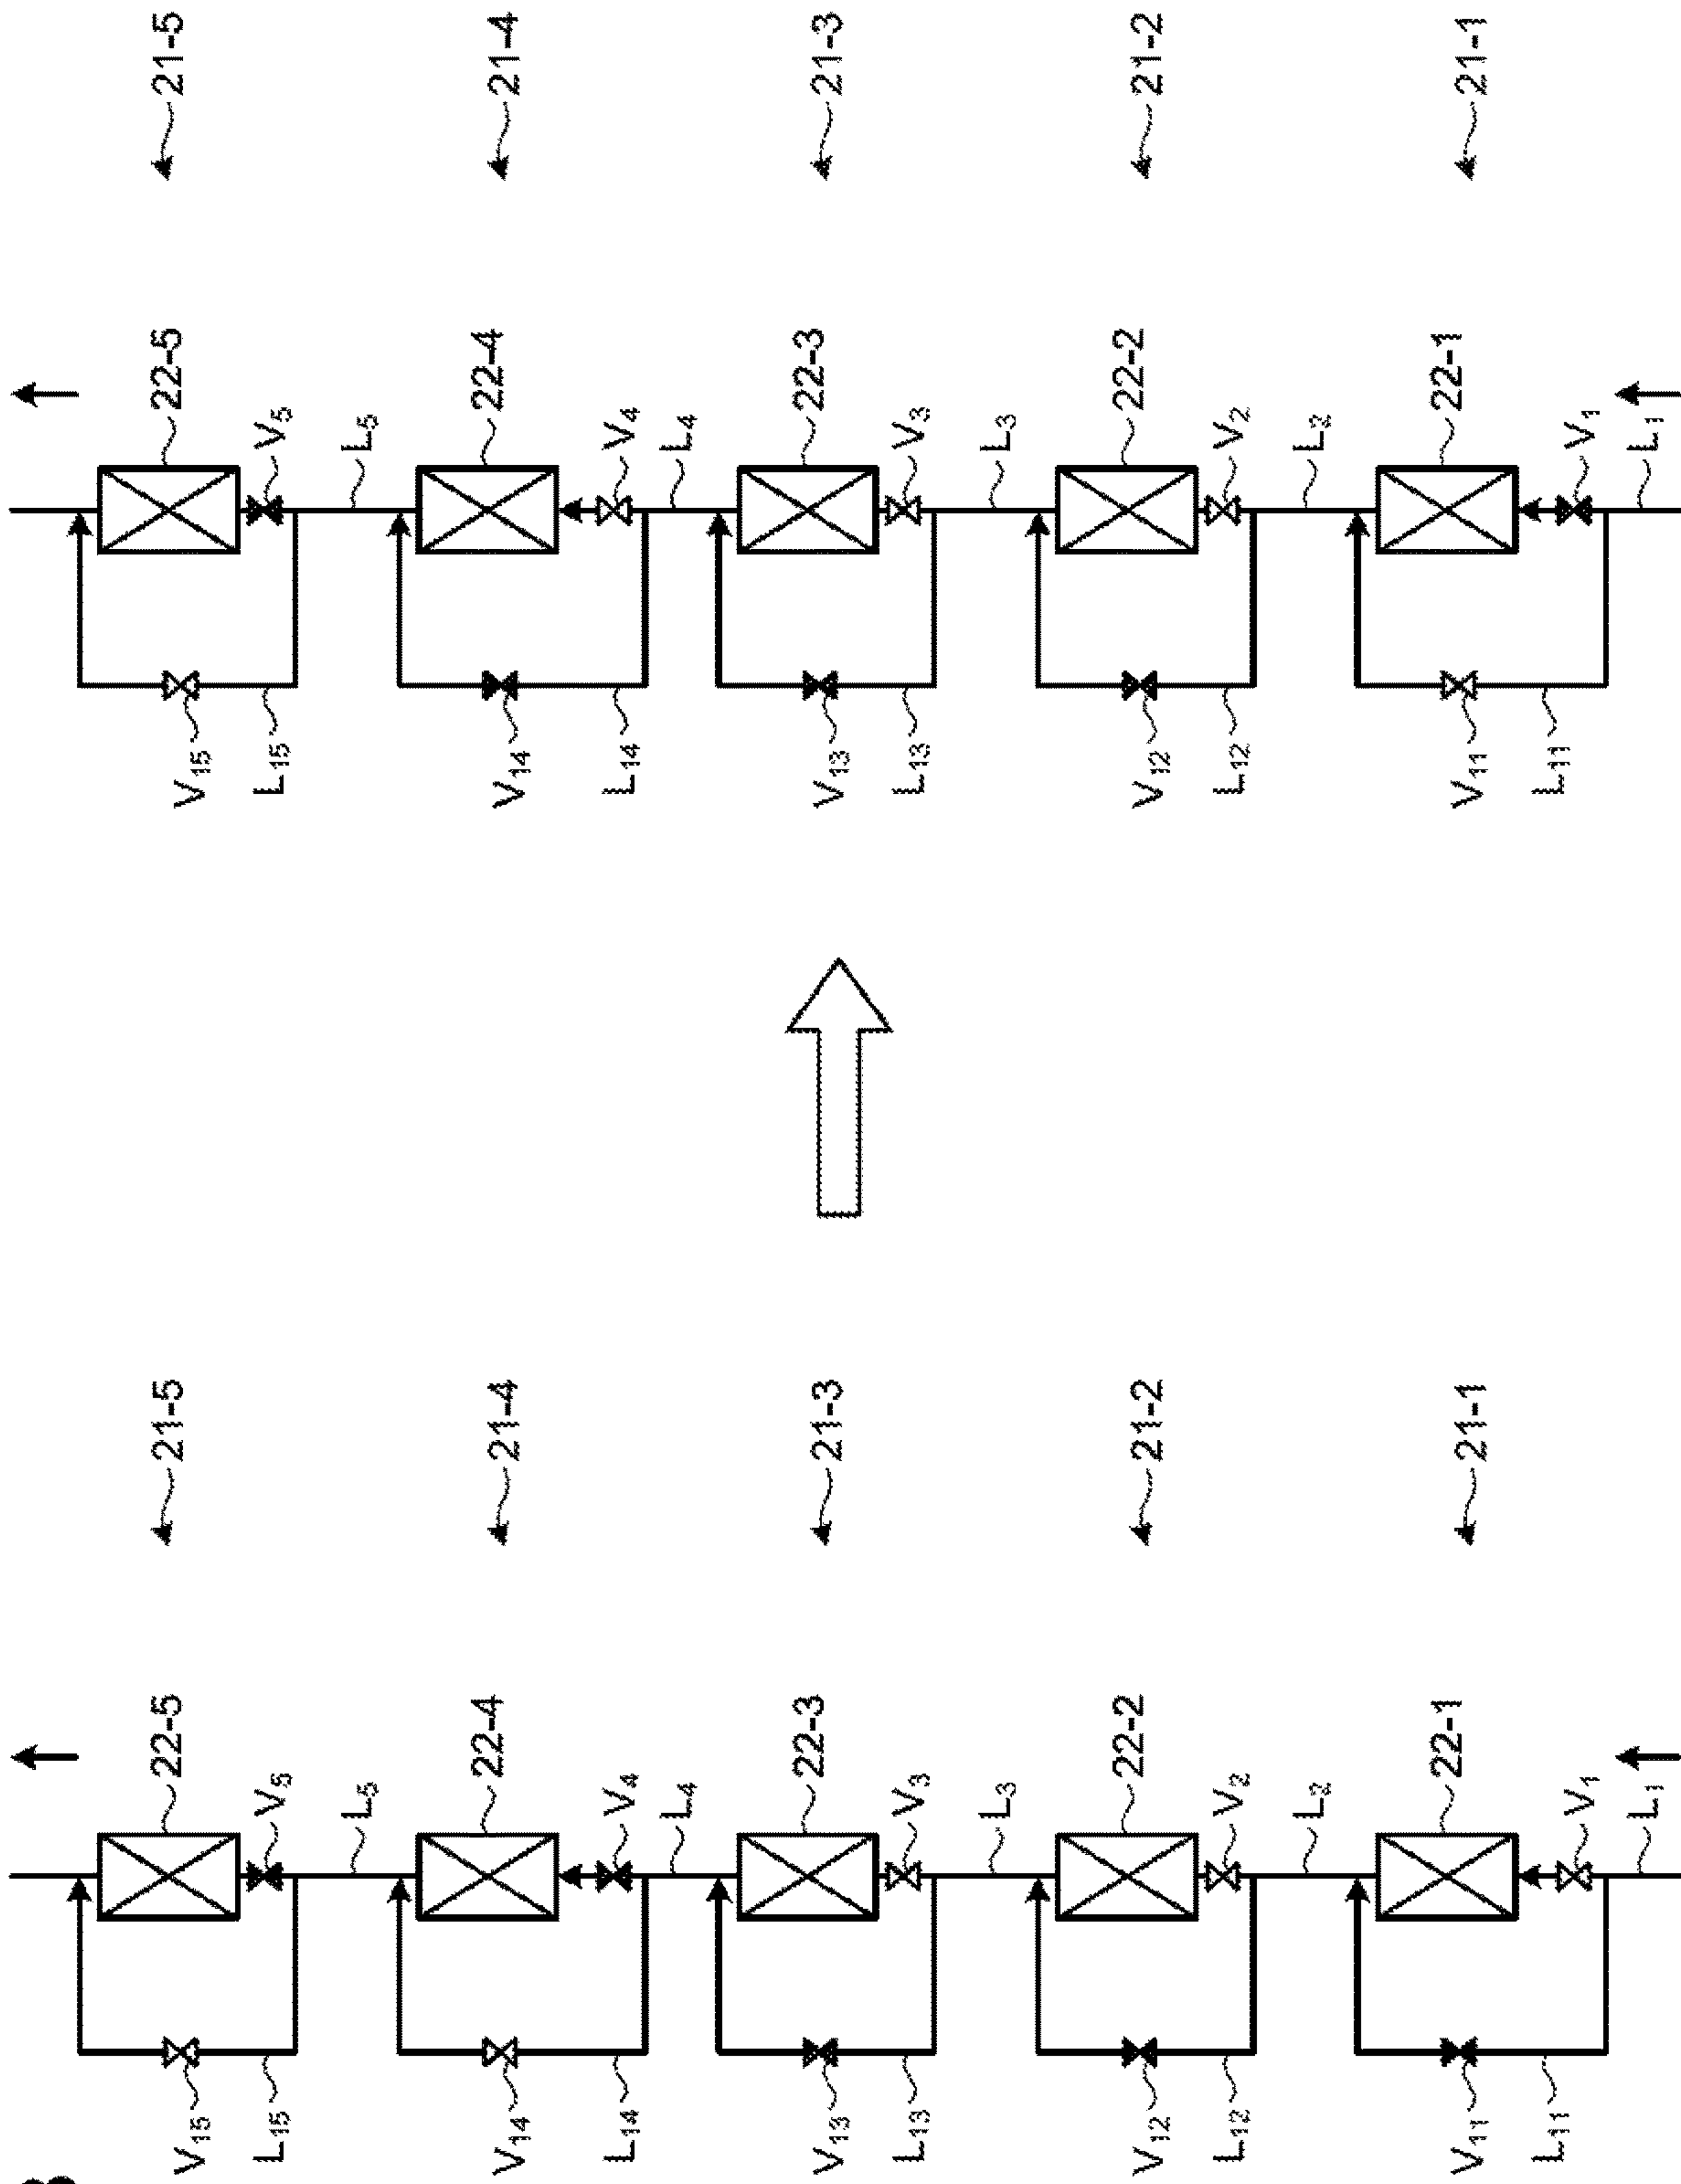 V₁₅
L₁₅
22-5
V₅
L₅
21-5
V₁₄
L₁₄
22-4
V₄
L₄
21-4
V₁₃
L₁₃
22-3
V₃
L₃
21-3
V₁₂
L₁₂
22-2
V₂
L₂
21-2
V₁₁
L₁₁
22-1
V₁
L₁
21-1
V₁₅
L₁₅
22-5
V₅
L₅
21-5
V₁₄
L₁₄
22-4
V₄
L₄
21-4
V₁₃
L₁₃
22-3
V₃
L₃
21-3
V₁₂
L₁₂
22-2
V₂
L₂
21-2
V₁₁
L₁₁
22-1
V₁
L₁
21-1